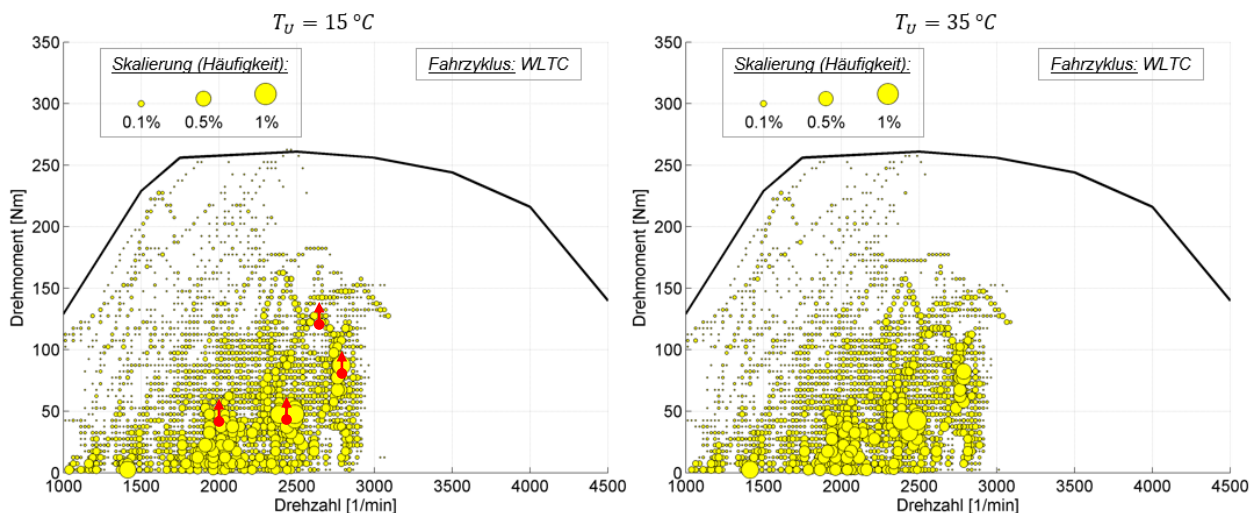 T_U = 15 °C
350
300
250
200
150
100
50
0
Drehmoment [Nm]
Skalierung (Häufigkeit):
0.1% 0.5% 1%
Fahrzyklus: WLTC
1000 1500 2000 2500 3000 3500 4000 4500
Drehzahl [1/min]
T_U = 35 °C
350
300
250
200
150
100
50
0
Drehmoment [Nm]
Skalierung (Häufigkeit):
0.1% 0.5% 1%
Fahrzyklus: WLTC
1000 1500 2000 2500 3000 3500 4000 4500
Drehzahl [1/min]